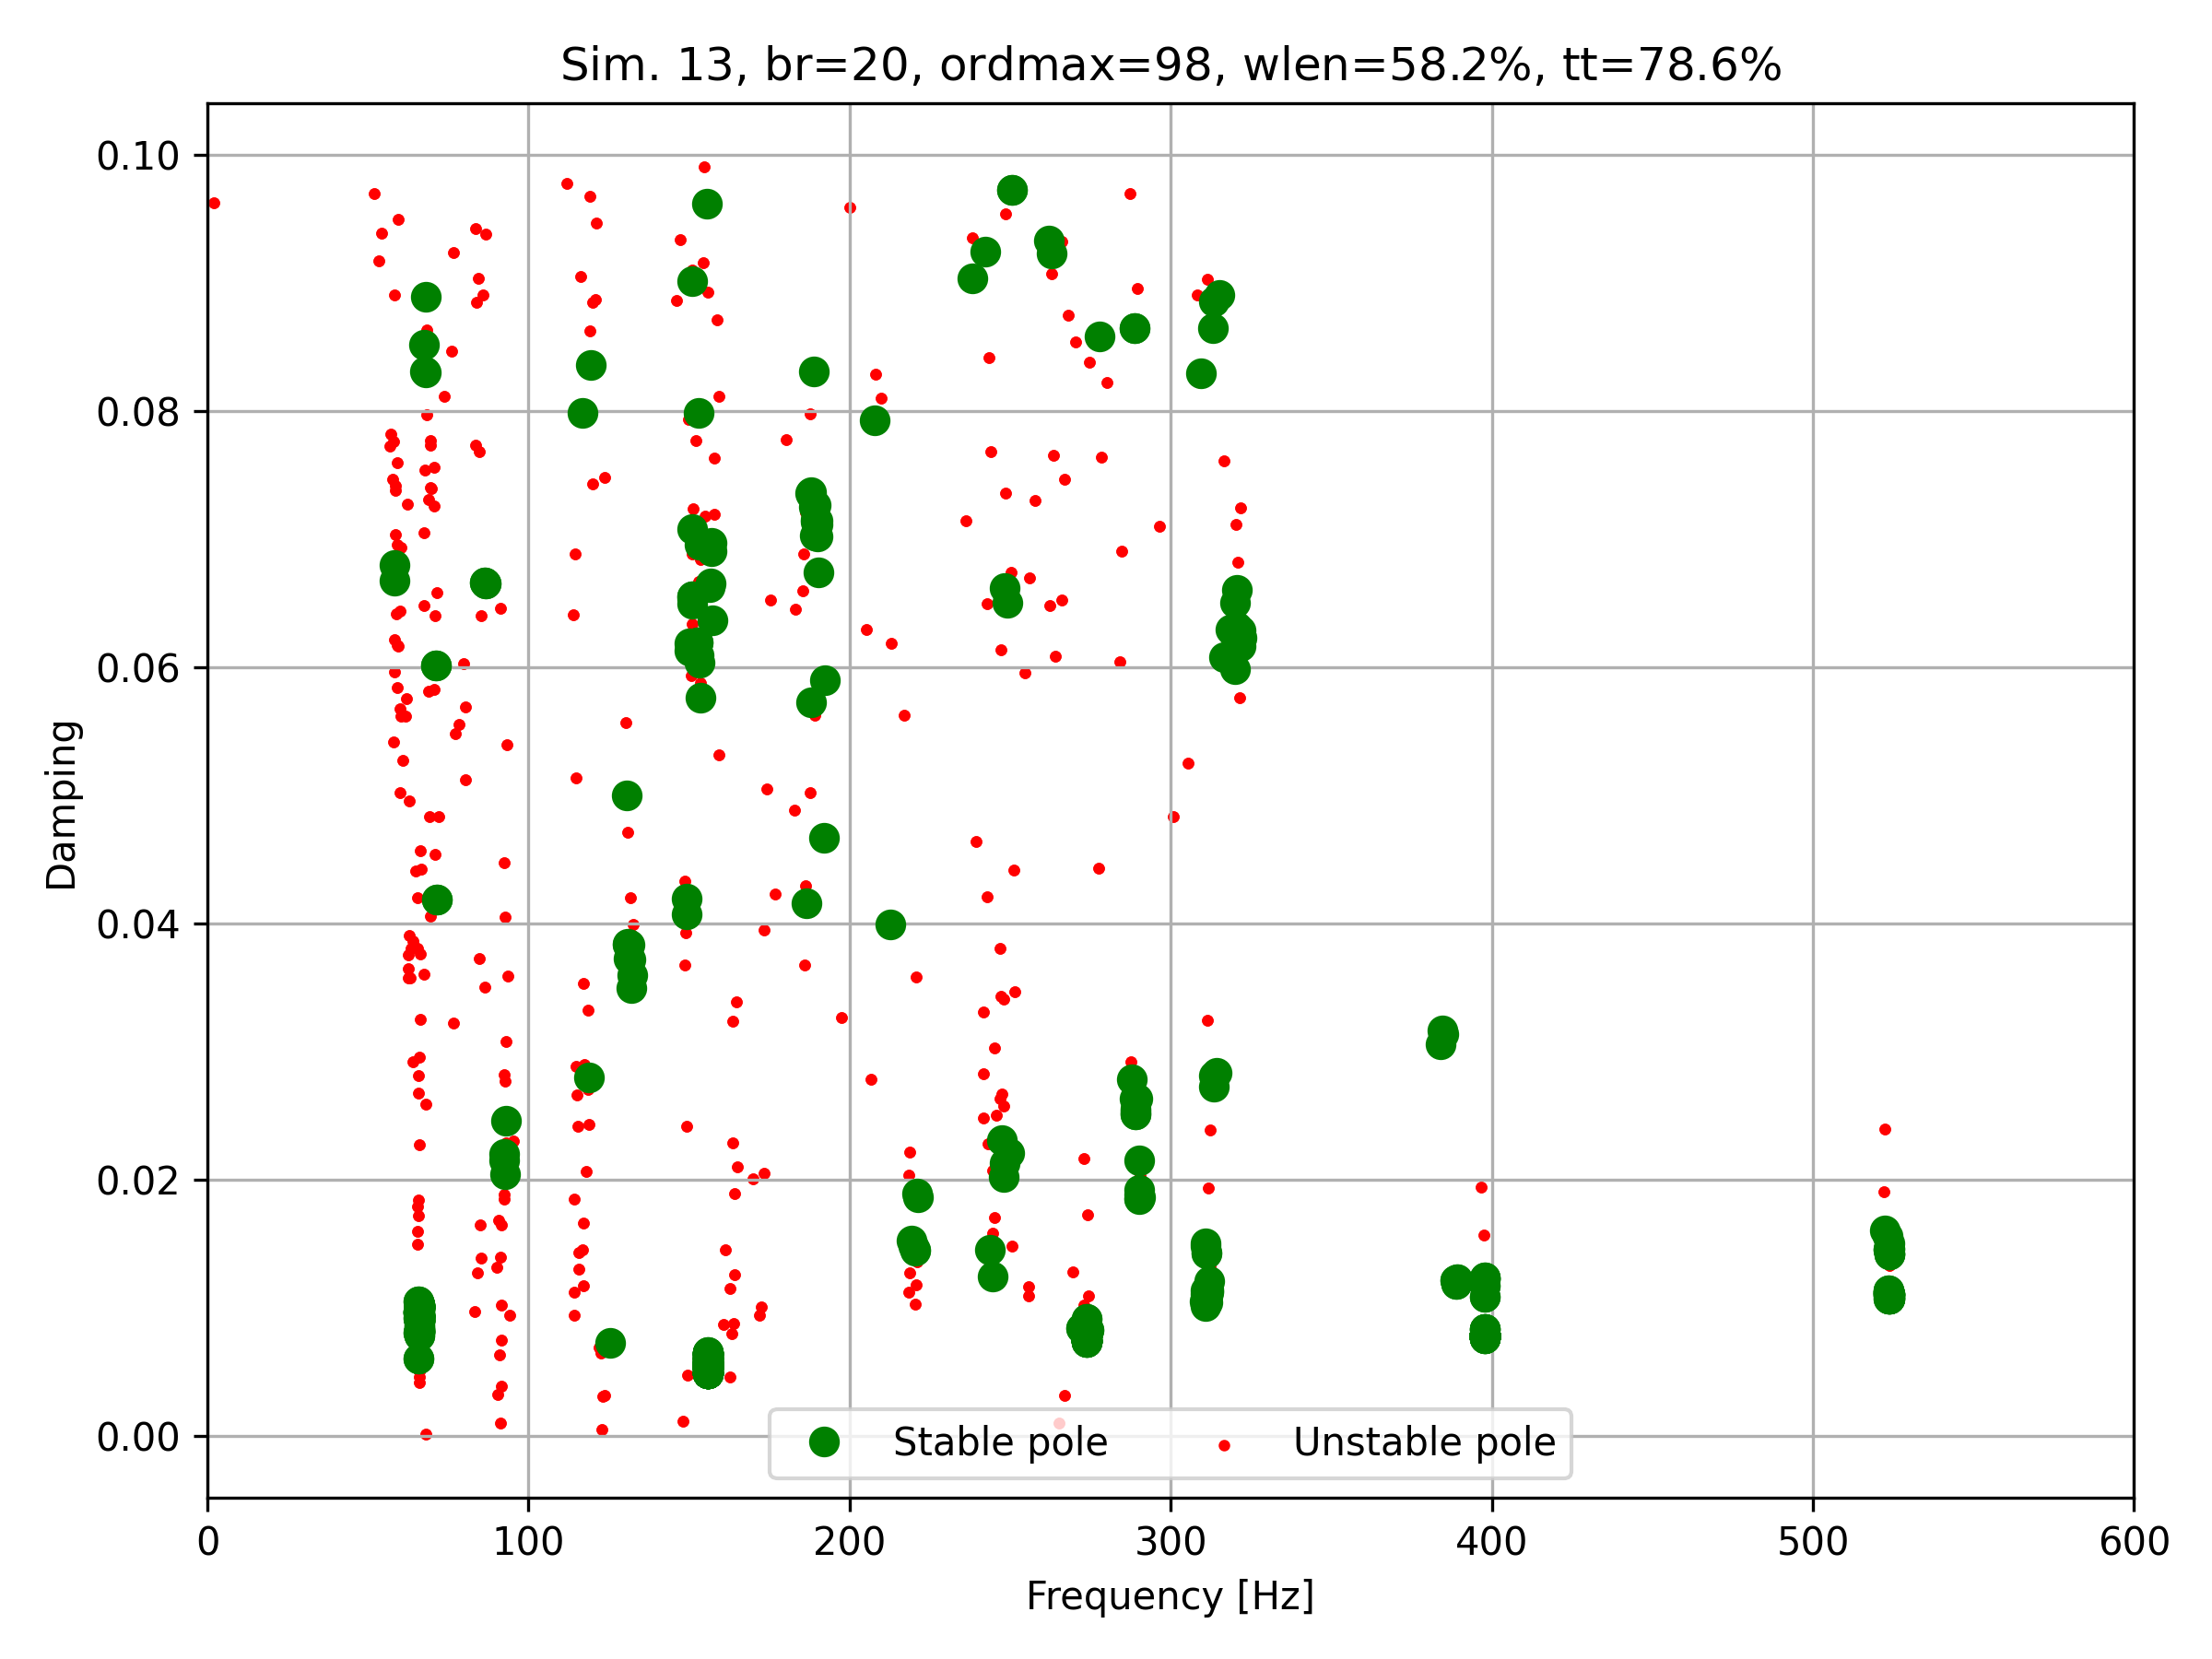 Sim. 13, br=20, ordmax=98, wlen=58.2%, tt=78.6%
0.10
0.08
0.06
0.04
0.02
0.00
Damping
Stable pole Unstable pole
0 100 200 300 400 500 600
Frequency [Hz]